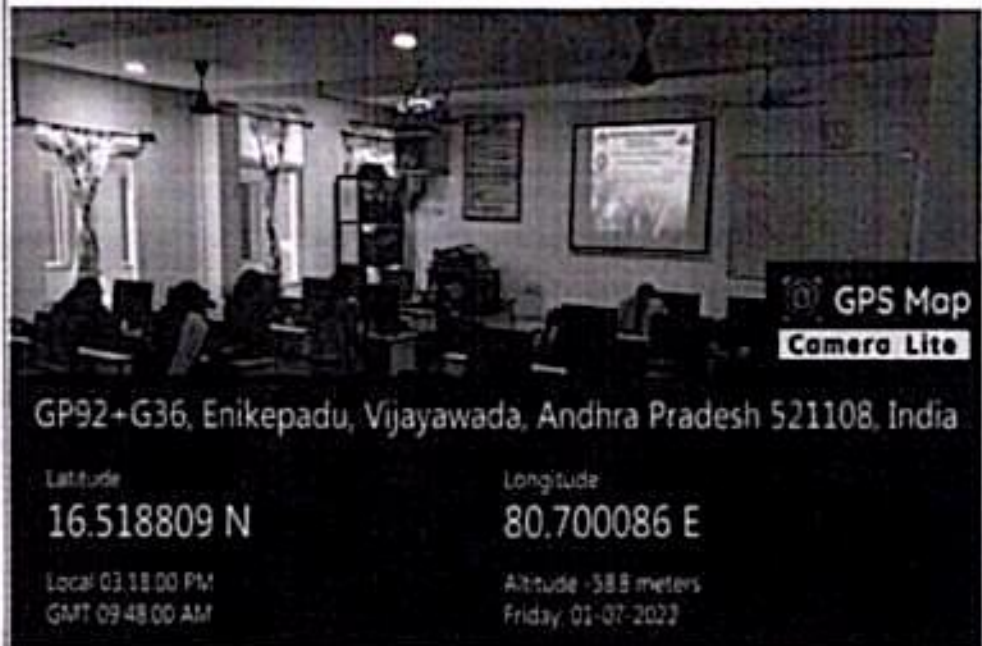 GPS Map
Camera Lite
GP92+G36, Enikepadu, Vijayawada, Andhra Pradesh 521108, India
Latitude
Longitude
16.518809 N
80.700086 E
Local 03:18:00 PM
Altitude -58.8 meters
GMT 09:48:00 AM
Friday, 01-07-2022